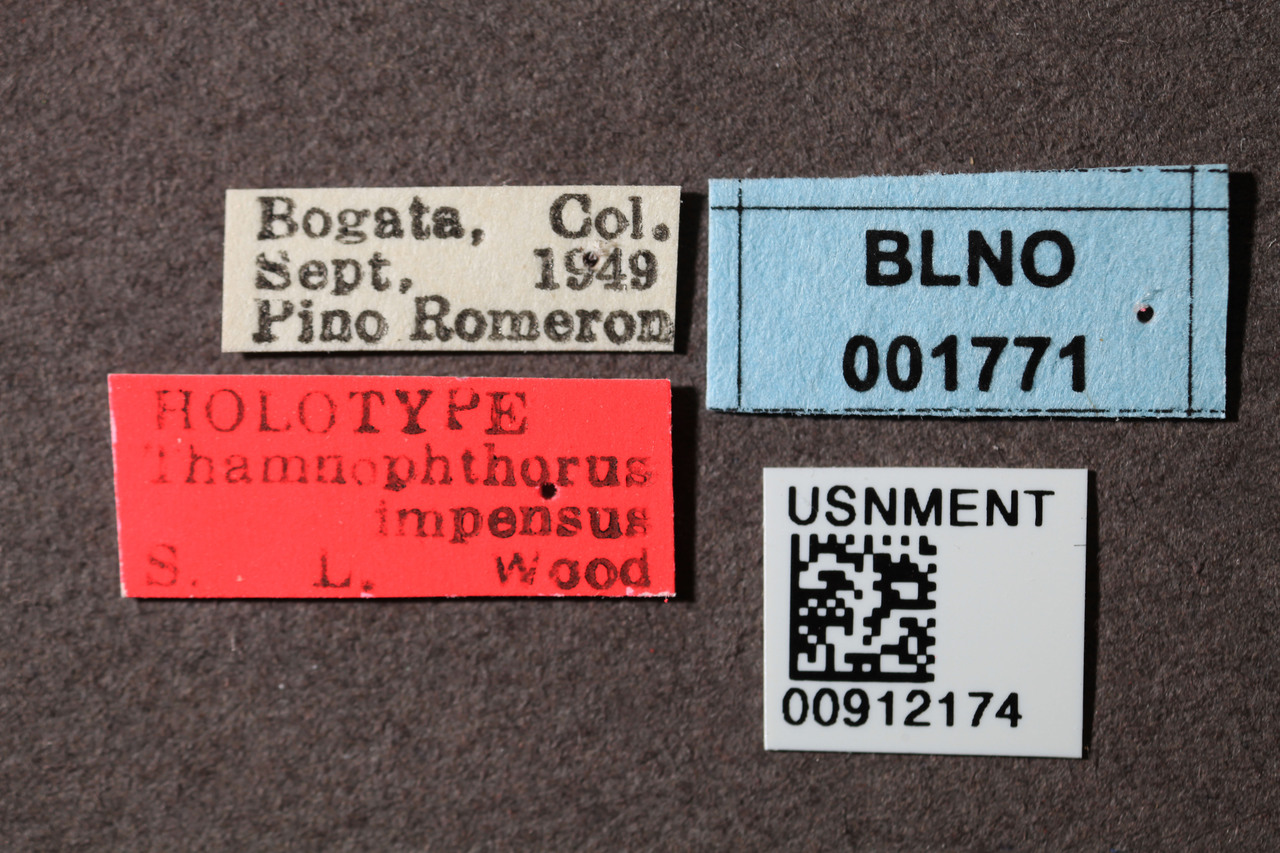 Bogata, Col.
Sept. 1949
Pino Romeron
HOLOTYPE
Thamnophthorus
impensus
S. L. Wood
BLNO
001771
USNMENT
00912174